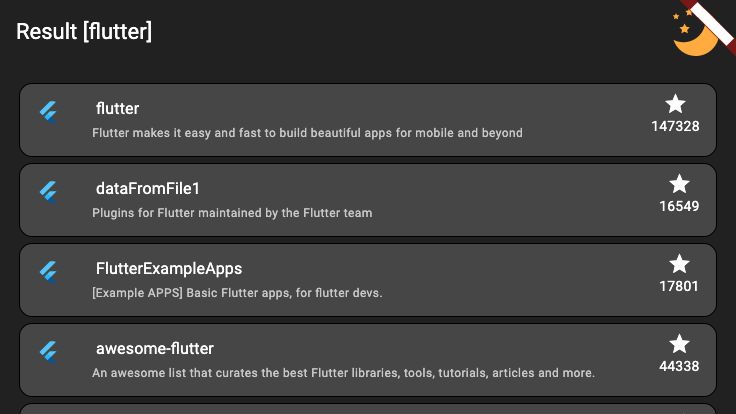 Result [flutter]
flutter
Flutter makes it easy and fast to build beautiful apps for mobile and beyond
147328
dataFromFile1
Plugins for Flutter maintained by the Flutter team
16549
FlutterExampleApps
[Example APPS] Basic Flutter apps, for flutter devs.
17801
awesome-flutter
An awesome list that curates the best Flutter libraries, tools, tutorials, articles and more.
44338